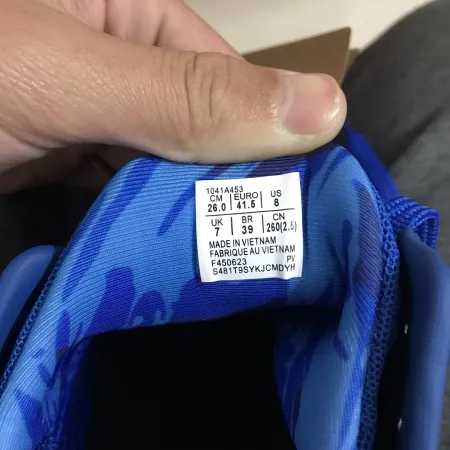 1041A453
CM EURO US
26.0 41.5 8
UK BR CN
7 39 260(2.5)
MADE IN VIETNAM
FABRIQUE AU VIETNAM
F450623 PV
S481T9SYKJCMDYH